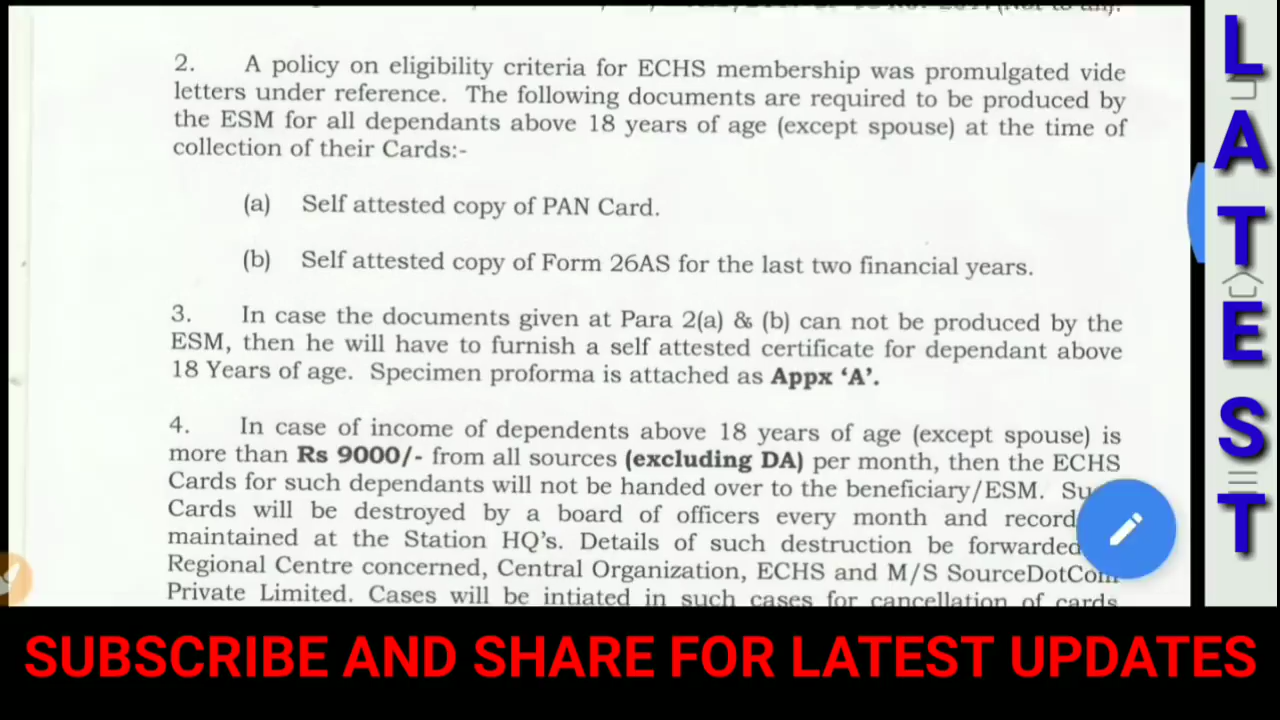 2. A policy on eligibility criteria for ECHS membership was promulgated vide
letters under reference. The following documents are required to be produced by
the ESM for all dependants above 18 years of age (except spouse) at the time of
collection of their Cards:-
(a) Self attested copy of PAN Card.
(b) Self attested copy of Form 26AS for the last two financial years.
3. In case the documents given at Para 2(a) & (b) can not be produced by the
ESM, then he will have to furnish a self attested certificate for dependant above
18 Years of age. Specimen proforma is attached as Appx 'A'.
4. In case of income of dependents above 18 years of age (except spouse) is
more than Rs 9000/- from all sources (excluding DA) per month, then the ECHS
Cards for such dependants will not be handed over to the beneficiary/ESM.
Cards will be destroyed by a board of officers every month and record
maintained at the Station HQ's. Details of such destruction be forwarded
Regional Centre concerned, Central Organization, ECHS and M/S SourceDotCom
Private Limited. Cases will be intiated in such cases for cancellation of cards
LATEST
SUBSCRIBE AND SHARE FOR LATEST UPDATES